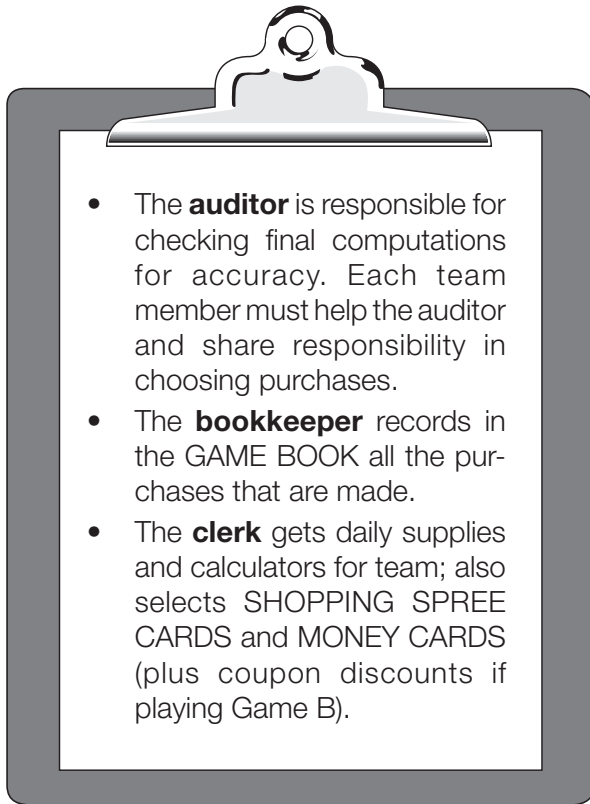 • The auditor is responsible for
checking final computations
for accuracy. Each team
member must help the auditor
and share responsibility in
choosing purchases.
• The bookkeeper records in
the GAME BOOK all the pur-
chases that are made.
• The clerk gets daily supplies
and calculators for team; also
selects SHOPPING SPREE
CARDS and MONEY CARDS
(plus coupon discounts if
playing Game B).